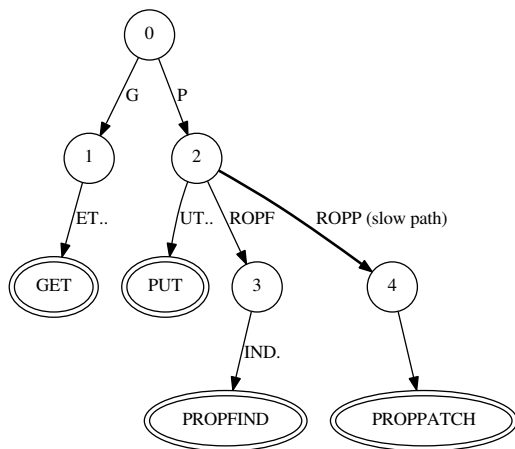 0
G
P
1
2
ET..
UT..
ROPF
ROPP (slow path)
GET
PUT
3
4
IND.
PROPFIND
PROPPATCH